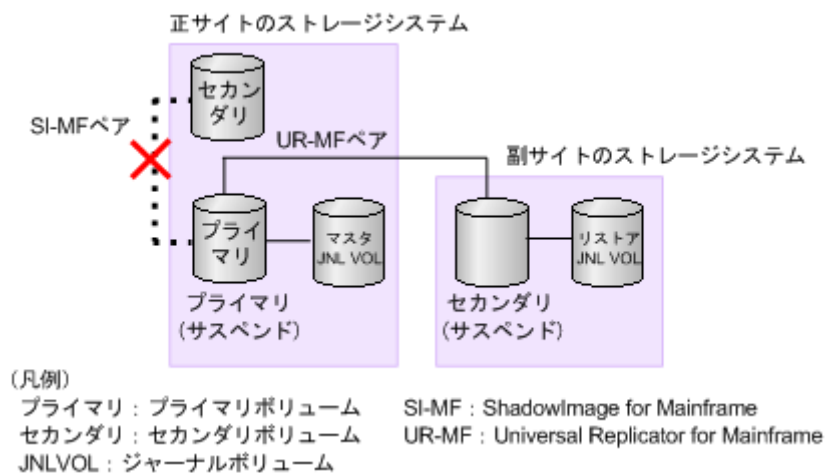 正サイトのストレージシステム
セカン
ダリ
SI-MFペア
UR-MFペア
副サイトのストレージシステム
プライ
マリ
マスタ
JNL VOL
リストア
JNL VOL
プライマリ
(サスペンド)
セカンダリ
(サスペンド)
(凡例)
プライマリ：プライマリボリューム
SI-MF：ShadowImage for Mainframe
セカンダリ：セカンダリボリューム
UR-MF：Universal Replicator for Mainframe
JNLVOL：ジャーナルボリューム